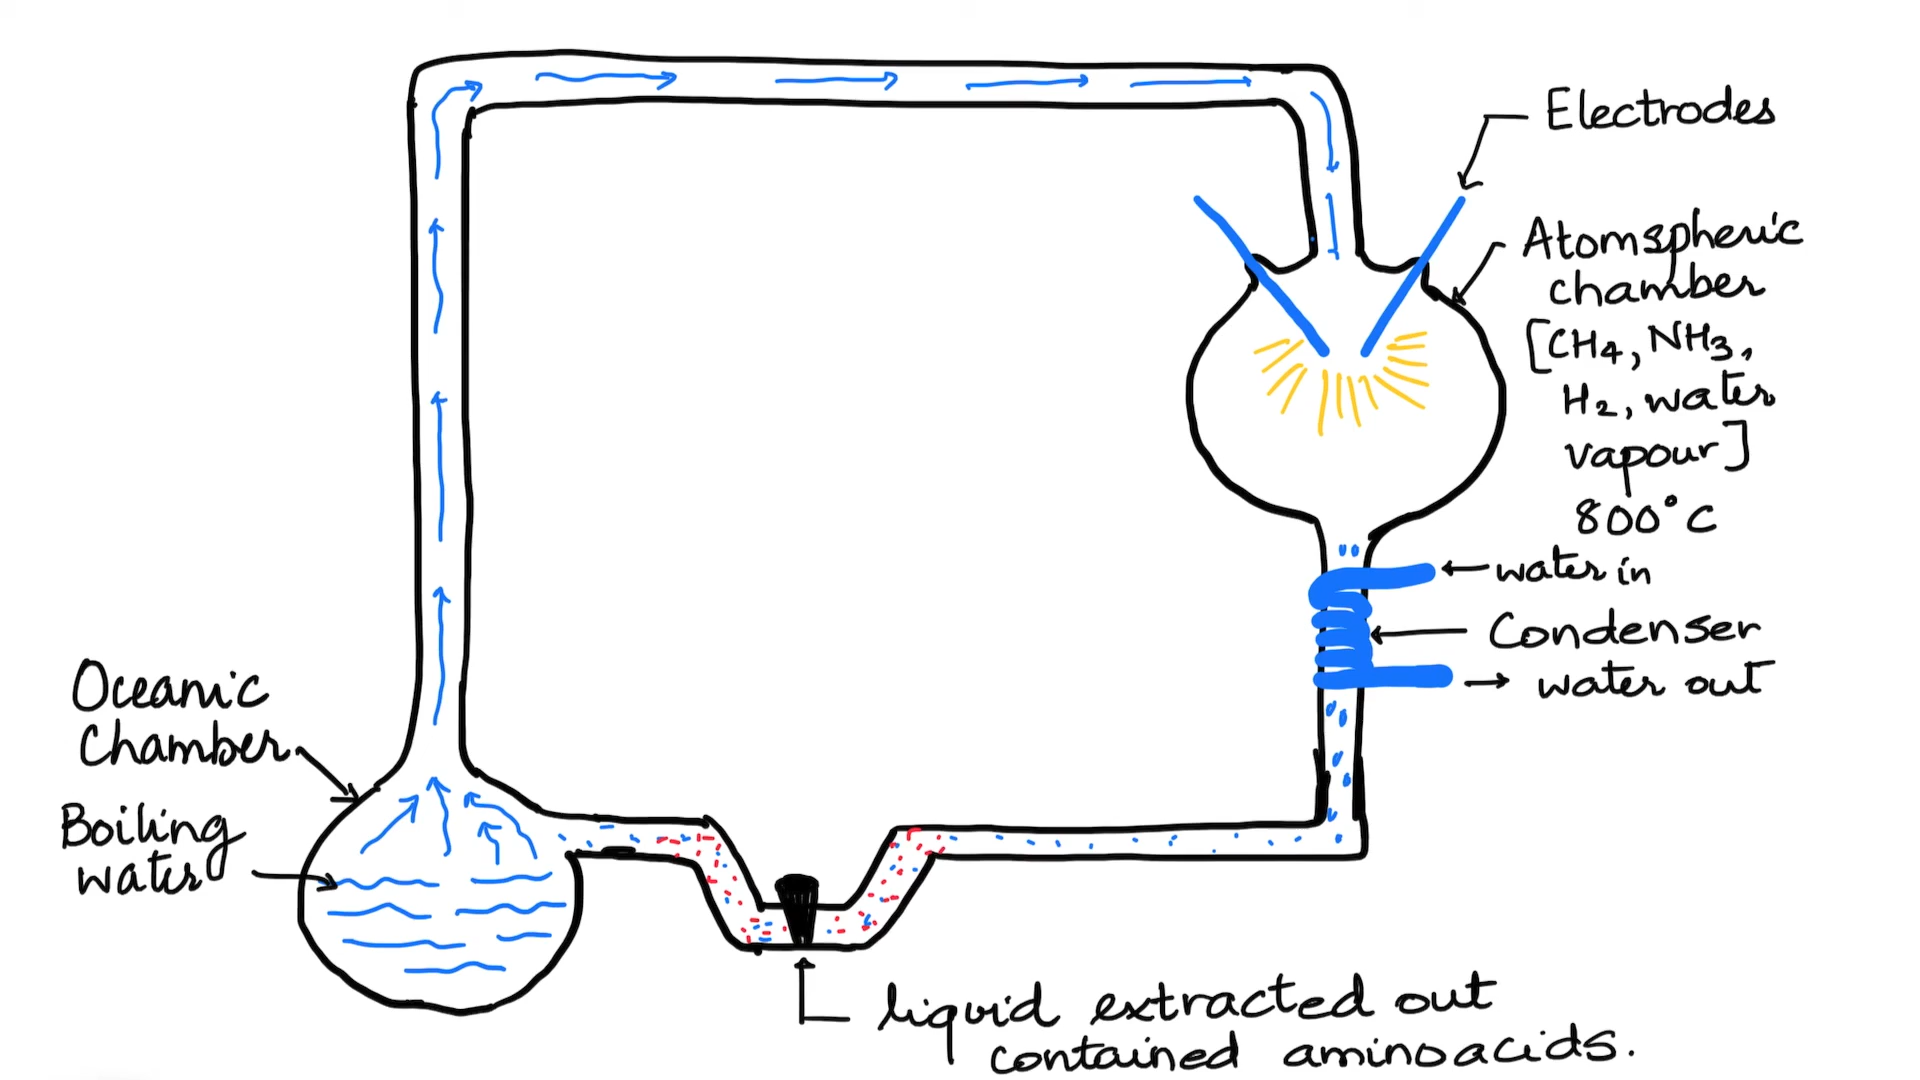 Electrodes
Atomspheric
chamber
[CH4, NH3,
H2, water
vapour]
800°C
water in
Condenser
water out
Oceanic
Chamber
Boiling
water
liquid extracted out
contained aminoacids.